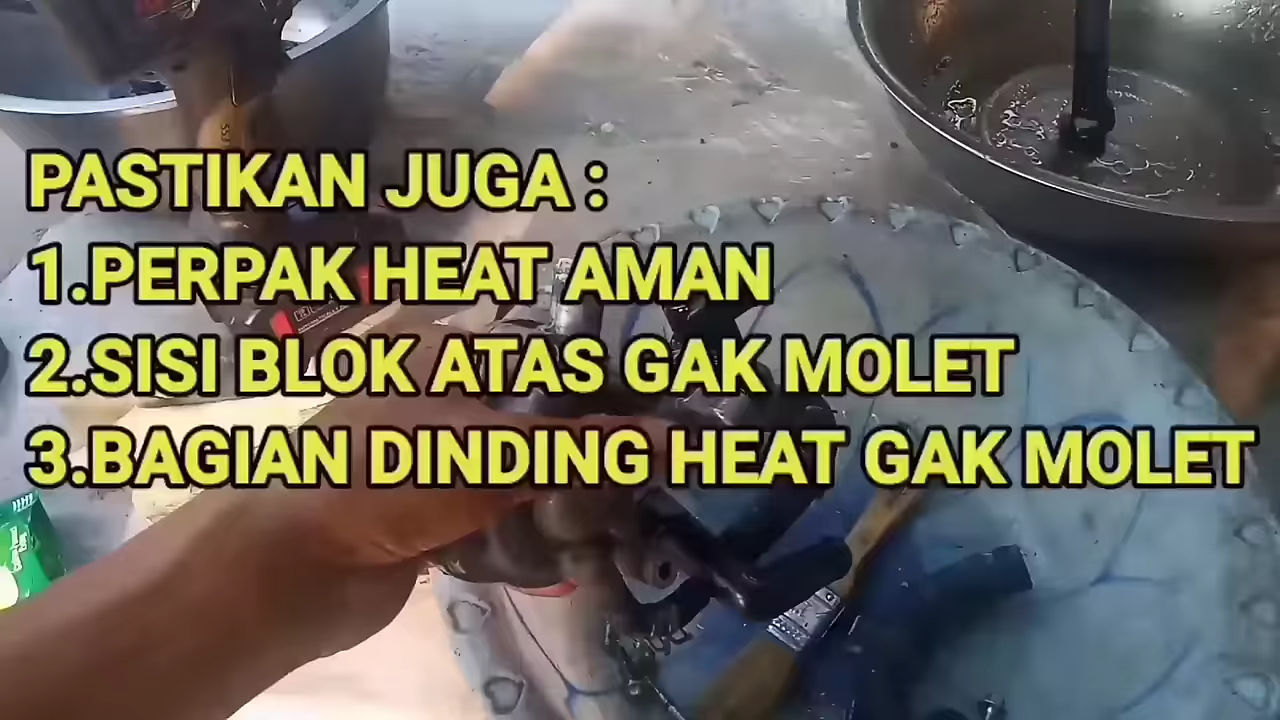 PASTIKAN JUGA :
1.PERPAK HEAT AMAN
2.SISI BLOK ATAS GAK MOLET
3.BAGIAN DINDING HEAT GAK MOLET